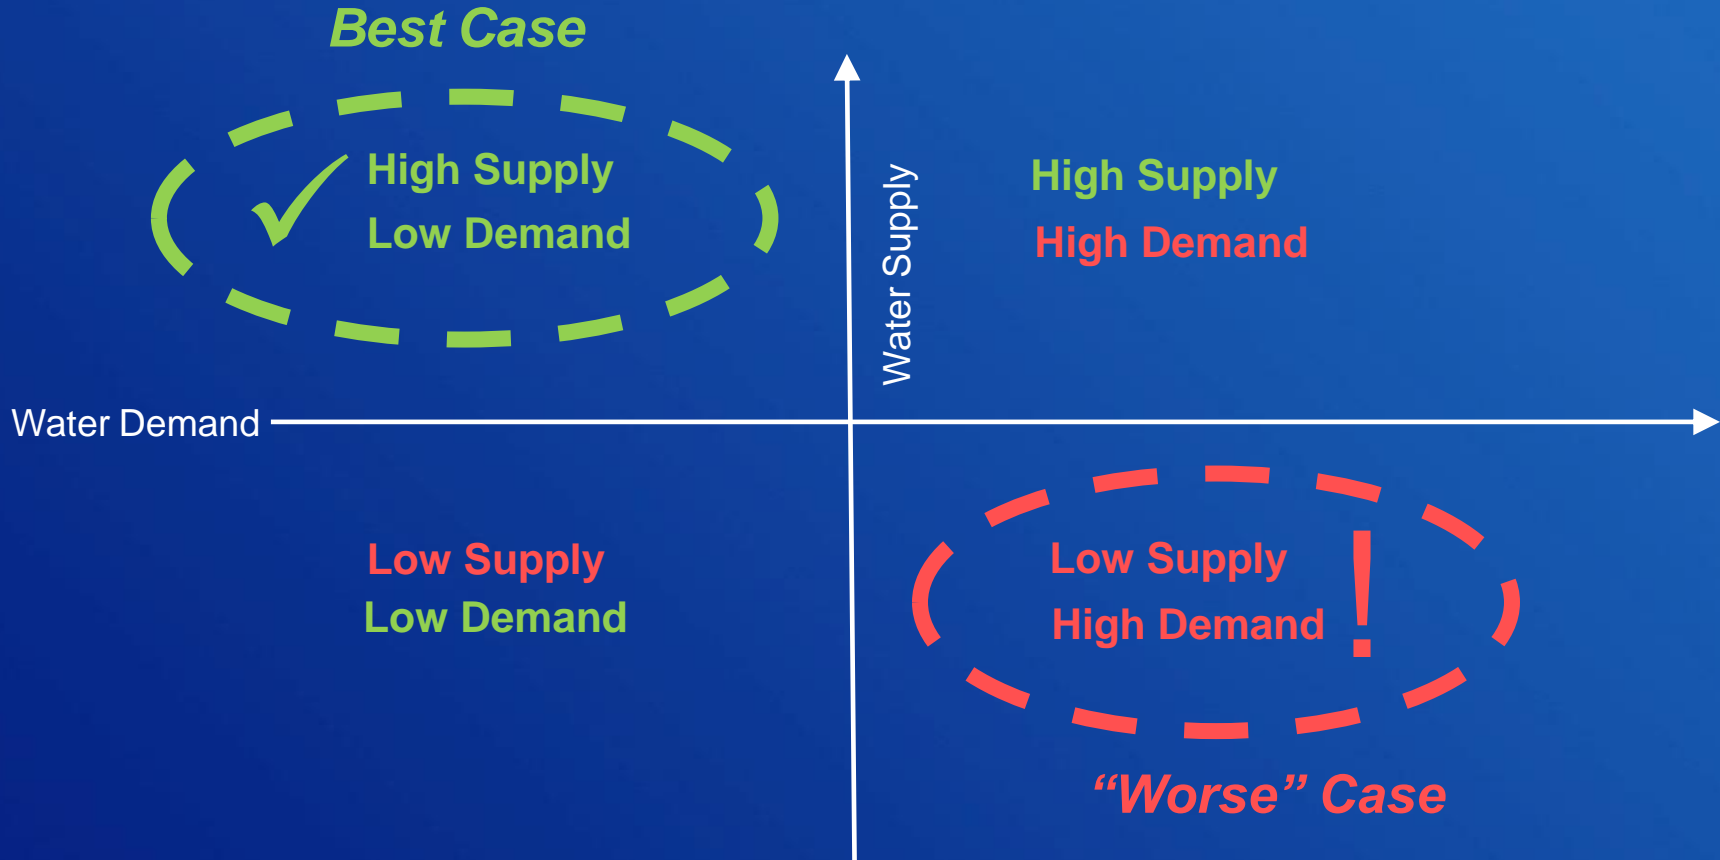 Best Case
High Supply
Low Demand
Water Supply
High Supply
High Demand
Water Demand
Low Supply
Low Demand
Low Supply
High Demand
!
“Worse” Case